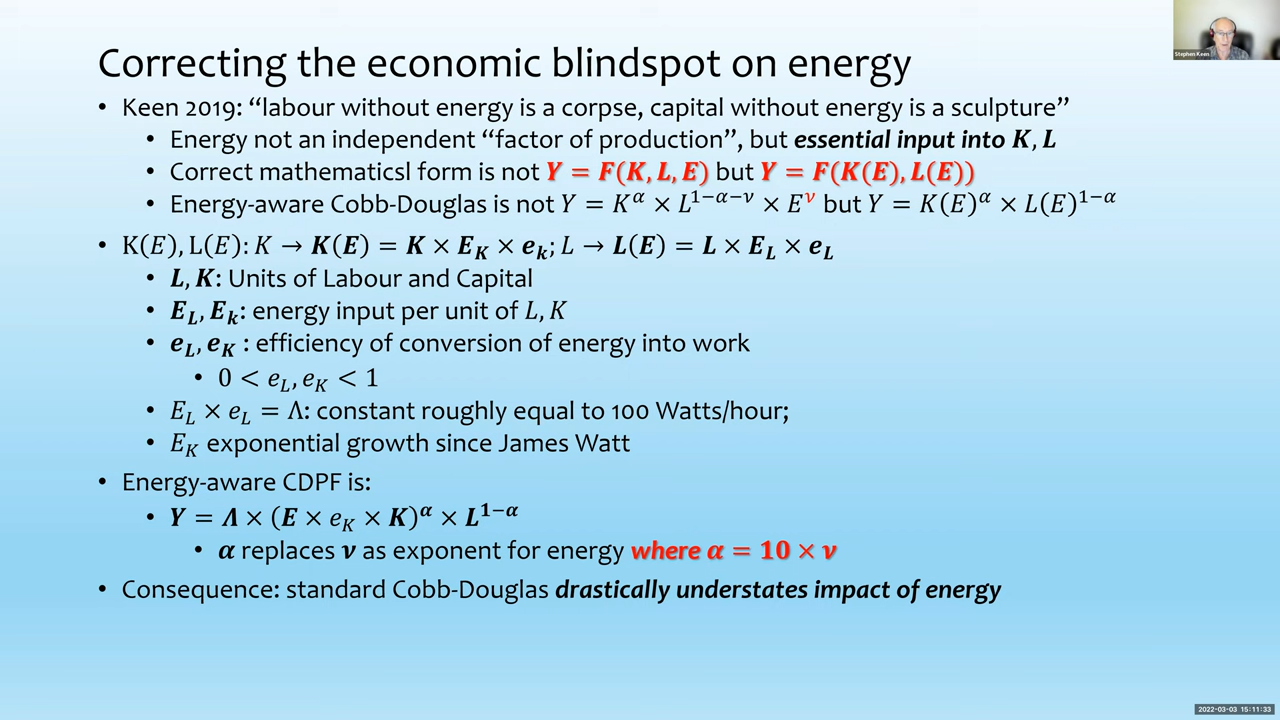 Stephen Keen
Correcting the economic blindspot on energy
• Keen 2019: “labour without energy is a corpse, capital without energy is a sculpture”
• Energy not an independent “factor of production”, but essential input into K, L
• Correct mathematicsl form is not Y = F(K, L, E) but Y = F(K(E), L(E))
• Energy-aware Cobb-Douglas is not Y = K^α × L^{1−α−ν} × E^ν but Y = K(E)^α × L(E)^{1−α}
• K(E), L(E): K → K(E) = K × E_K × e_k; L → L(E) = L × E_L × e_L
• L, K: Units of Labour and Capital
• E_L, E_k: energy input per unit of L, K
• e_L, e_K : efficiency of conversion of energy into work
• 0 < e_L, e_K < 1
• E_L × e_L = Λ: constant roughly equal to 100 Watts/hour;
• E_K exponential growth since James Watt
• Energy-aware CDPF is:
• Y = Λ × (E × e_K × K)^α × L^{1−α}
• α replaces ν as exponent for energy where α = 10 × ν
• Consequence: standard Cobb-Douglas drastically understates impact of energy
2022-03-03 15:11:33